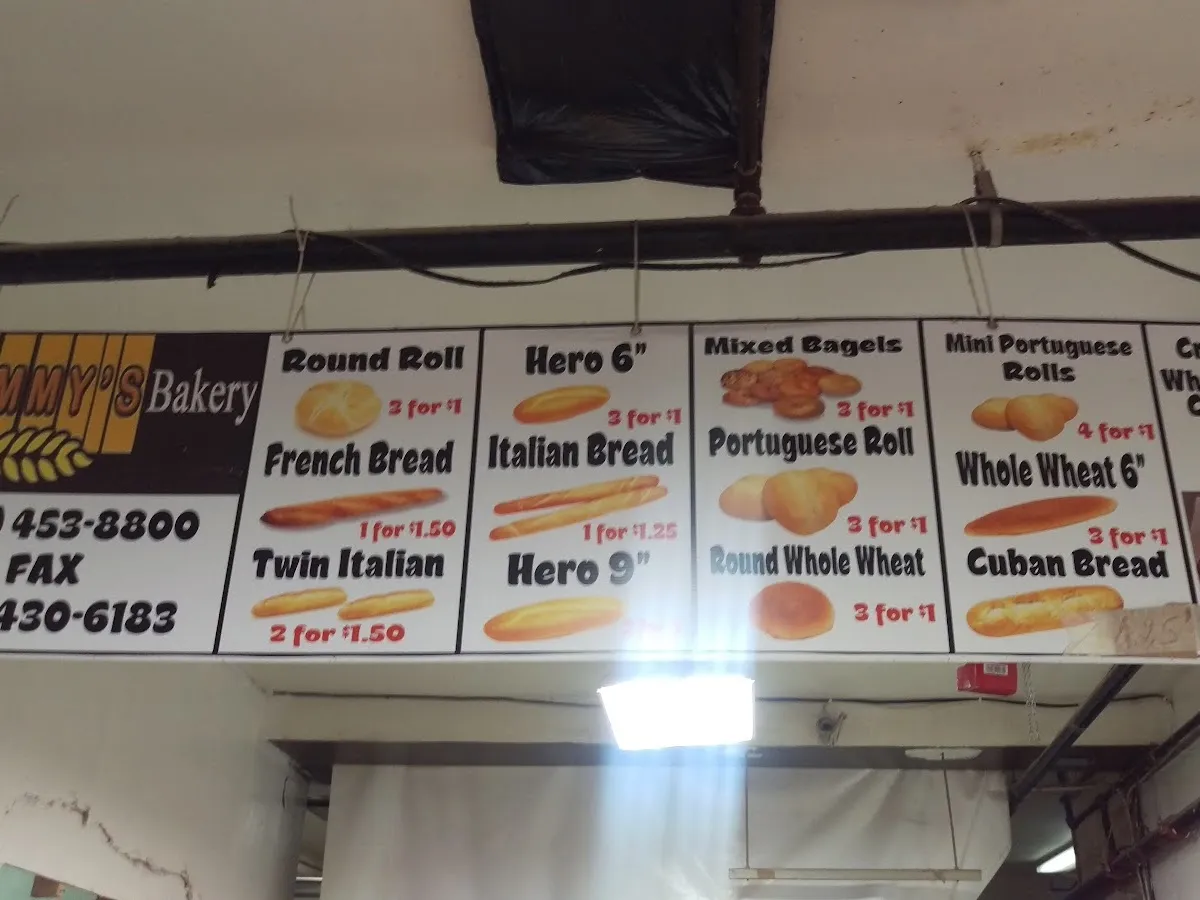 MMY'S Bakery
453-8800
FAX
430-6183
Round Roll
3 for $1
French Bread
1 for $1.50
Twin Italian
2 for $1.50
Hero 6"
3 for $1
Italian Bread
1 for $1.25
Hero 9"
Mixed Bagels
3 for $1
Portuguese Roll
3 for $1
Round Whole Wheat
3 for $1
Mini Portuguese
Rolls
4 for $1
Whole Wheat 6"
3 for $1
Cuban Bread